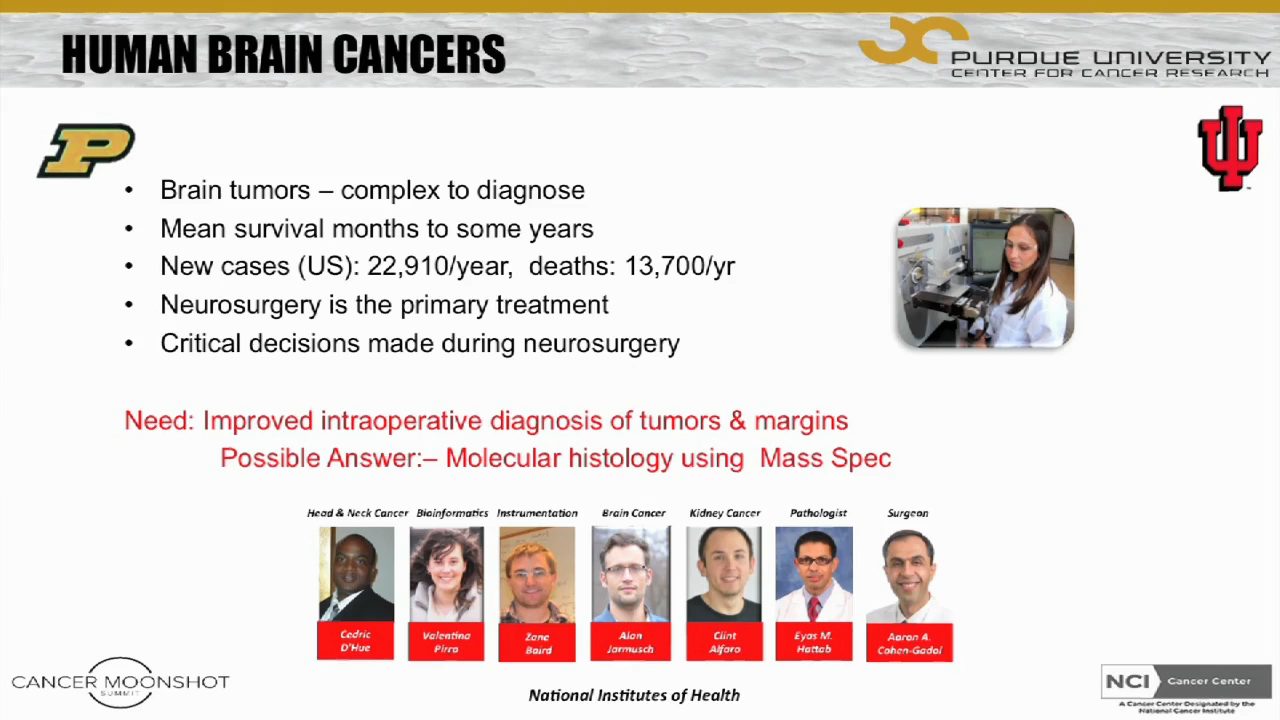 HUMAN BRAIN CANCERS
PURDUE UNIVERSITY
CENTER FOR CANCER RESEARCH
P
IU
• Brain tumors – complex to diagnose
• Mean survival months to some years
• New cases (US): 22,910/year, deaths: 13,700/yr
• Neurosurgery is the primary treatment
• Critical decisions made during neurosurgery
Need: Improved intraoperative diagnosis of tumors & margins
Possible Answer:– Molecular histology using Mass Spec
Head & Neck Cancer Bioinformatics Instrumentation Brain Cancer Kidney Cancer Pathologist Surgeon
Cedric Valentina Zane Alan Clint Eyas M. Aaron A.
D'Hue Pirro Baird Jarmusch Alfaro Hattab Cohen-Gadol
CANCER MOONSHOT
SUMMIT
National Institutes of Health
NCI Cancer Center
A Cancer Center Designated by the
National Cancer Institute